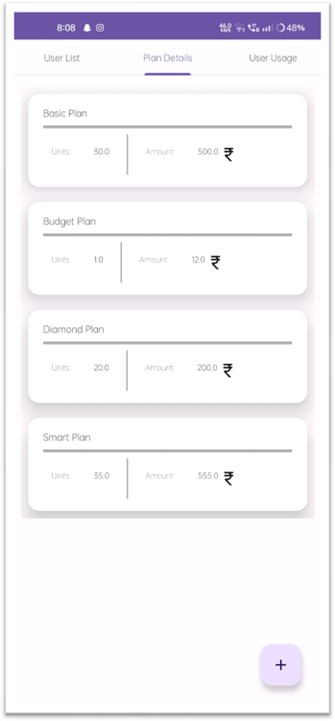 8:08 46.0 KB/S 48%
User List Plan Details User Usage
Basic Plan
Units: 30.0 Amount: 500.0 ₹
Budget Plan
Units: 1.0 Amount: 12.0 ₹
Diamond Plan
Units: 20.0 Amount: 200.0 ₹
Smart Plan
Units: 35.0 Amount: 555.0 ₹
+